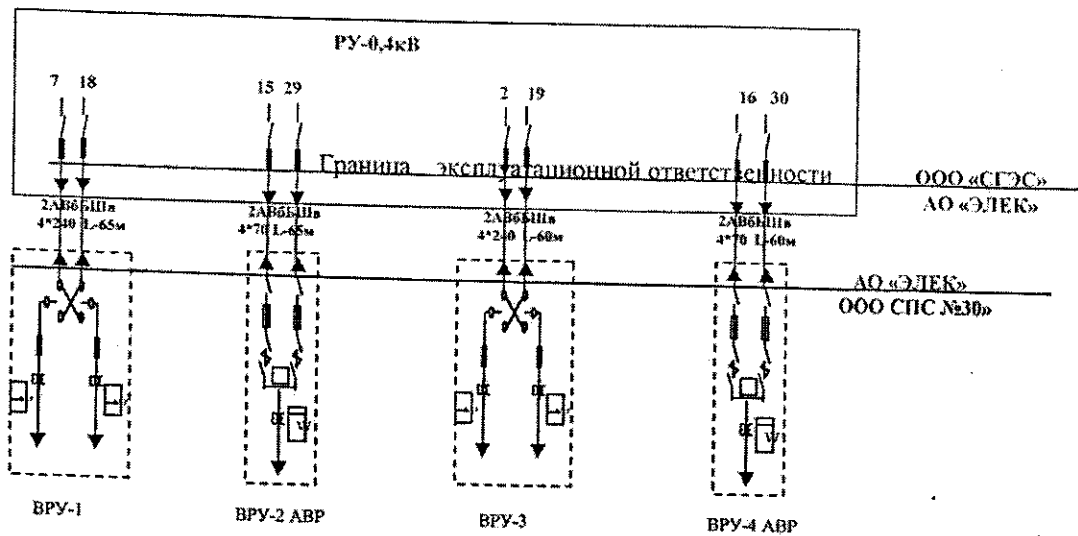 РУ-0,4кВ
7 18
15 29
2 19
16 30
Граница эксплуатационной ответственности
ООО «СГЭС»
АО «ЭЛЕК»
2АВбБШв
4*240 L-65м
2АВбБШв
4*70 L-65м
2АВбБШв
4*240 L-60м
2АВбБШв
4*70 L-60м
АО «ЭЛЕК»
ООО СПС №30»
ВРУ-1
ВРУ-2 АВР
ВРУ-3
ВРУ-4 АВР